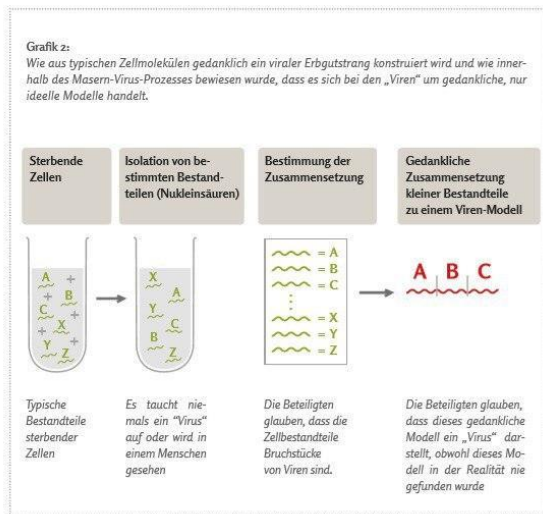 Grafik 2:
Wie aus typischen Zellmolekülen gedanklich ein viraler Erbgutstrang konstruiert wird und wie inner-
halb des Masern-Virus-Prozesses bewiesen wurde, dass es sich bei den „Viren“ um gedankliche, nur
ideelle Modelle handelt.
Sterbende
Zellen
Isolation von be-
stimmten Bestand-
teilen (Nukleinsäuren)
Bestimmung der
Zusammensetzung
Gedankliche
Zusammensetzung
kleiner Bestandteile
zu einem Viren-Modell
A
B
C
X
Y
Z
X
A
Y
C
B
Z
= A
= B
= C
= X
= Y
= Z
A B C
Typische
Bestandteile
sterbender
Zellen
Es taucht nie-
mals ein “Virus“
auf oder wird in
einem Menschen
gesehen
Die Beteiligten
glauben, dass die
Zellbestandteile
Bruchstücke
von Viren sind.
Die Beteiligten glauben,
dass dieses gedankliche
Modell ein „Virus“ dar-
stellt, obwohl dieses Mo-
dell in der Realität nie
gefunden wurde